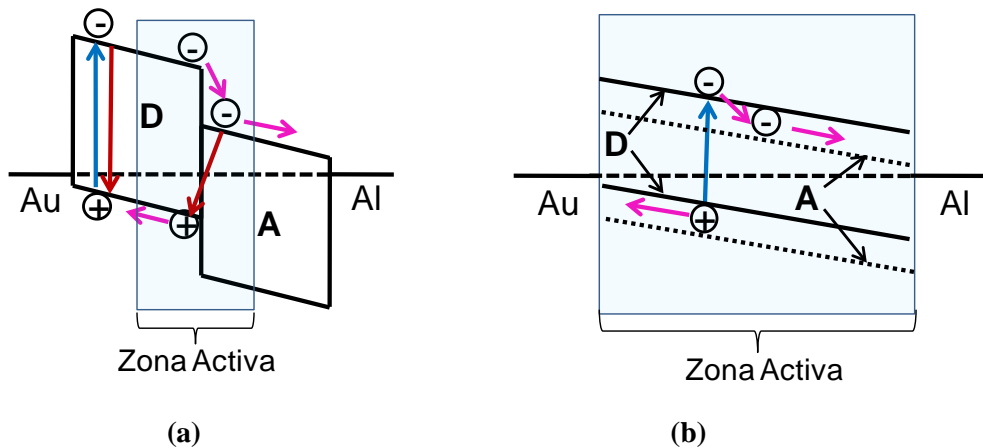 - -
- -
D D
Au + + A Al Au + A Al
Zona Activa Zona Activa
(a) (b)